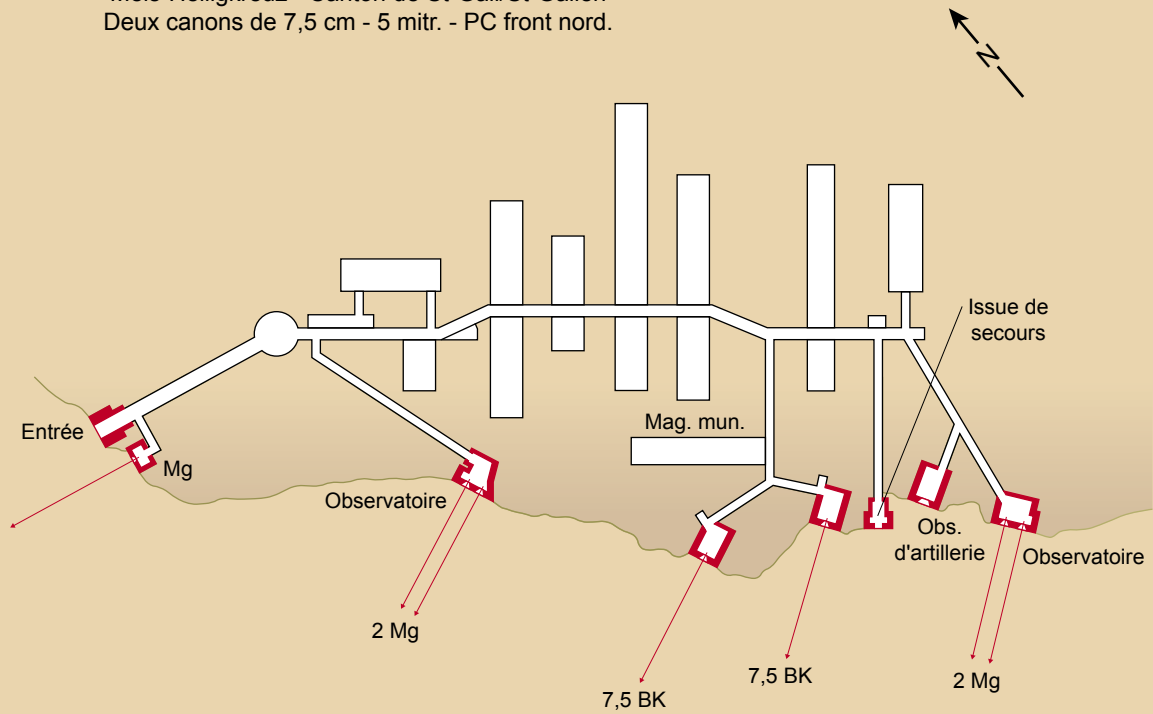 Deux canons de 7,5 cm - 5 mitr. - PC front nord.
N
Issue de
secours
Mag. mun.
Entrée
Mg
Observatoire
Obs.
d'artillerie
Observatoire
2 Mg
7,5 BK
7,5 BK
2 Mg